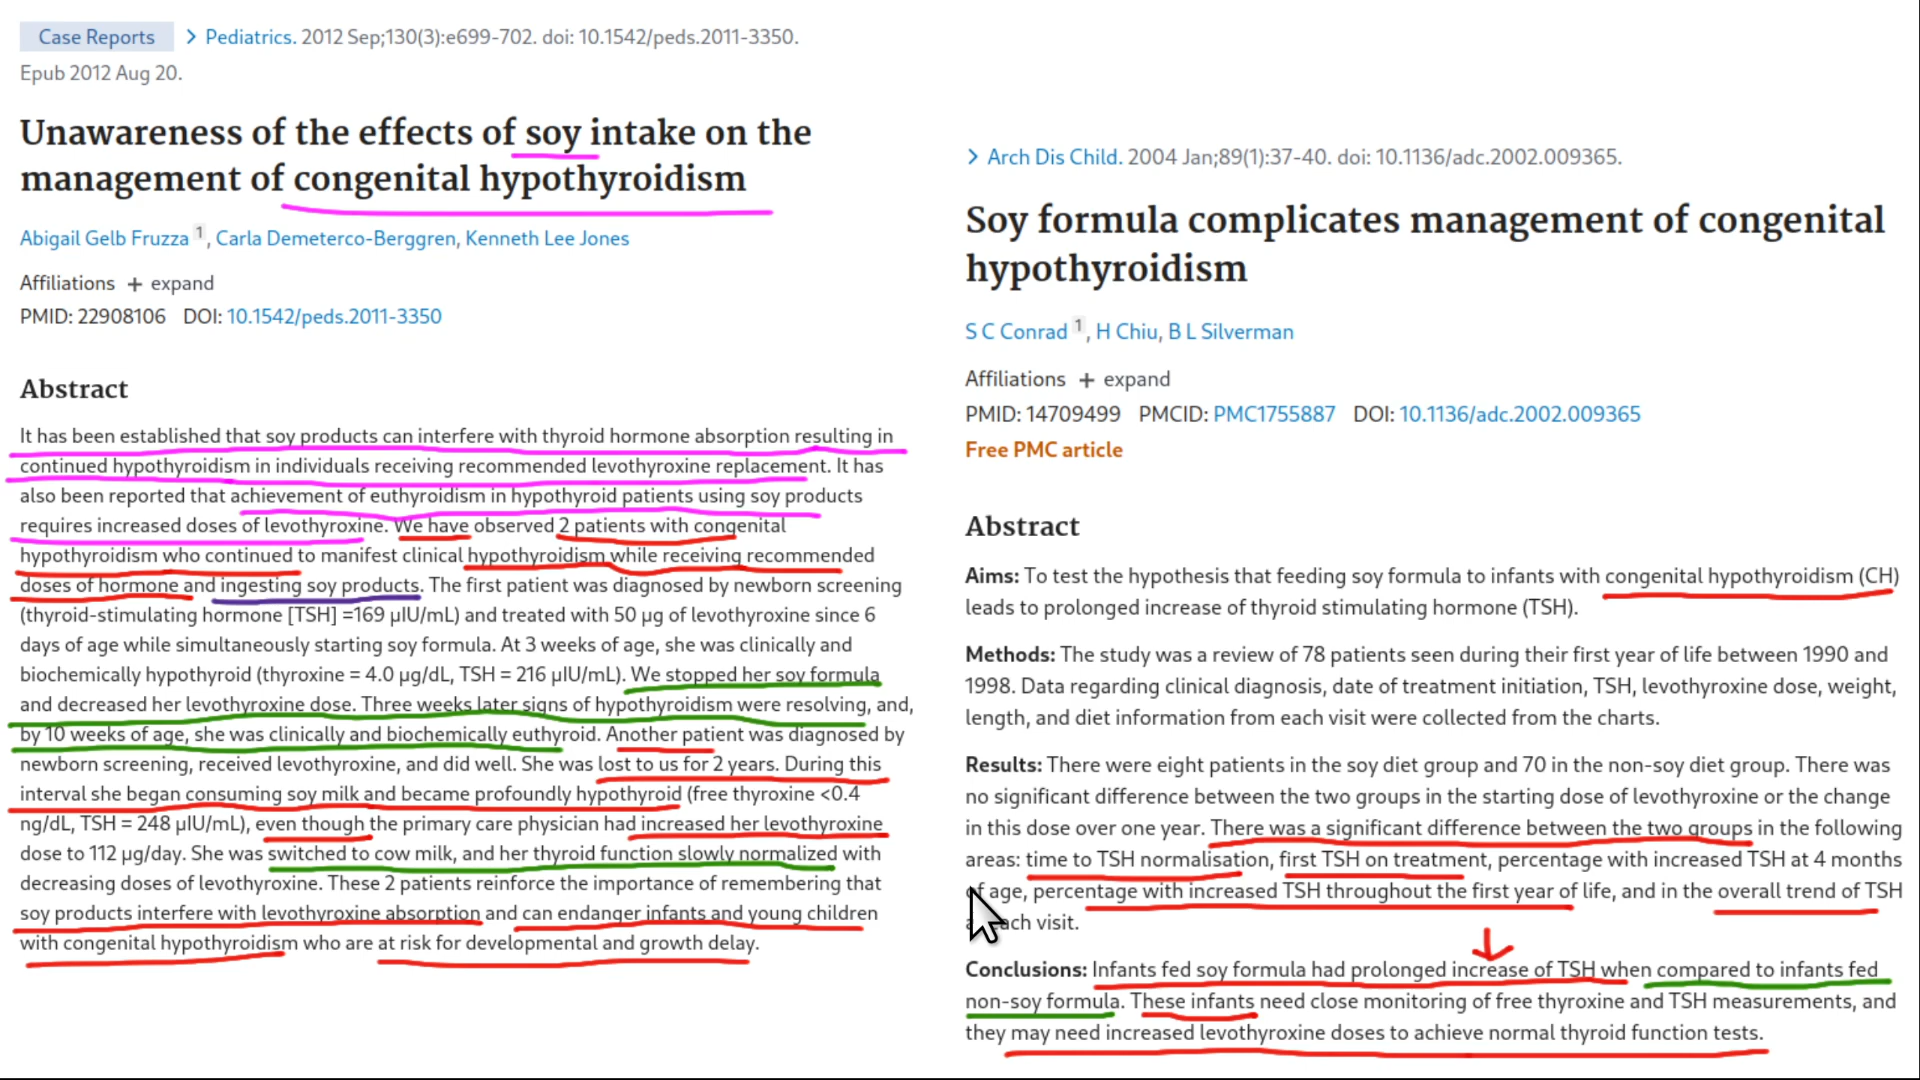 Case Reports > Pediatrics. 2012 Sep;130(3):e699-702. doi: 10.1542/peds.2011-3350.
Epub 2012 Aug 20.
Unawareness of the effects of soy intake on the
management of congenital hypothyroidism
Abigail Gelb Fruzza 1, Carla Demeterco-Berggren, Kenneth Lee Jones
Affiliations + expand
PMID: 22908106 DOI: 10.1542/peds.2011-3350
Abstract
It has been established that soy products can interfere with thyroid hormone absorption resulting in
continued hypothyroidism in individuals receiving recommended levothyroxine replacement. It has
also been reported that achievement of euthyroidism in hypothyroid patients using soy products
requires increased doses of levothyroxine. We have observed 2 patients with congenital
hypothyroidism who continued to manifest clinical hypothyroidism while receiving recommended
doses of hormone and ingesting soy products. The first patient was diagnosed by newborn screening
(thyroid-stimulating hormone [TSH] =169 µIU/mL) and treated with 50 µg of levothyroxine since 6
days of age while simultaneously starting soy formula. At 3 weeks of age, she was clinically and
biochemically hypothyroid (thyroxine = 4.0 µg/dL, TSH = 216 µIU/mL). We stopped her soy formula
and decreased her levothyroxine dose. Three weeks later signs of hypothyroidism were resolving, and,
by 10 weeks of age, she was clinically and biochemically euthyroid. Another patient was diagnosed by
newborn screening, received levothyroxine, and did well. She was lost to us for 2 years. During this
interval she began consuming soy milk and became profoundly hypothyroid (free thyroxine <0.4
ng/dL, TSH = 248 µIU/mL), even though the primary care physician had increased her levothyroxine
dose to 112 µg/day. She was switched to cow milk, and her thyroid function slowly normalized with
decreasing doses of levothyroxine. These 2 patients reinforce the importance of remembering that
soy products interfere with levothyroxine absorption and can endanger infants and young children
with congenital hypothyroidism who are at risk for developmental and growth delay.
> Arch Dis Child. 2004 Jan;89(1):37-40. doi: 10.1136/adc.2002.009365.
Soy formula complicates management of congenital
hypothyroidism
S C Conrad 1, H Chiu, B L Silverman
Affiliations + expand
PMID: 14709499 PMCID: PMC1755887 DOI: 10.1136/adc.2002.009365
Free PMC article
Abstract
Aims: To test the hypothesis that feeding soy formula to infants with congenital hypothyroidism (CH)
leads to prolonged increase of thyroid stimulating hormone (TSH).
Methods: The study was a review of 78 patients seen during their first year of life between 1990 and
1998. Data regarding clinical diagnosis, date of treatment initiation, TSH, levothyroxine dose, weight,
length, and diet information from each visit were collected from the charts.
Results: There were eight patients in the soy diet group and 70 in the non-soy diet group. There was
no significant difference between the two groups in the starting dose of levothyroxine or the change
in this dose over one year. There was a significant difference between the two groups in the following
areas: time to TSH normalisation, first TSH on treatment, percentage with increased TSH at 4 months
of age, percentage with increased TSH throughout the first year of life, and in the overall trend of TSH
each visit.
Conclusions: Infants fed soy formula had prolonged increase of TSH when compared to infants fed
non-soy formula. These infants need close monitoring of free thyroxine and TSH measurements, and
they may need increased levothyroxine doses to achieve normal thyroid function tests.